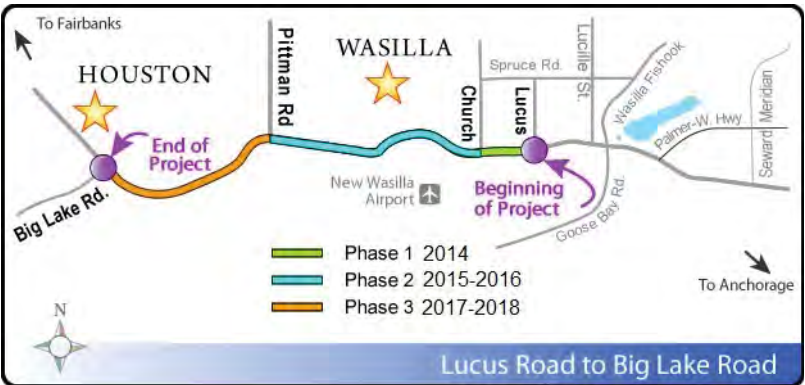 To Fairbanks
HOUSTON
Pittman Rd
WASILLA
Church
Lucus
Spruce Rd.
Lucille St.
Wasilla Fishook
Palmer-W. Hwy.
Seward Meridian
End of
Project
Big Lake Rd.
New Wasilla
Airport
Beginning
of Project
Goose Bay Rd.
To Anchorage
Phase 1 2014
Phase 2 2015-2016
Phase 3 2017-2018
N
Lucus Road to Big Lake Road